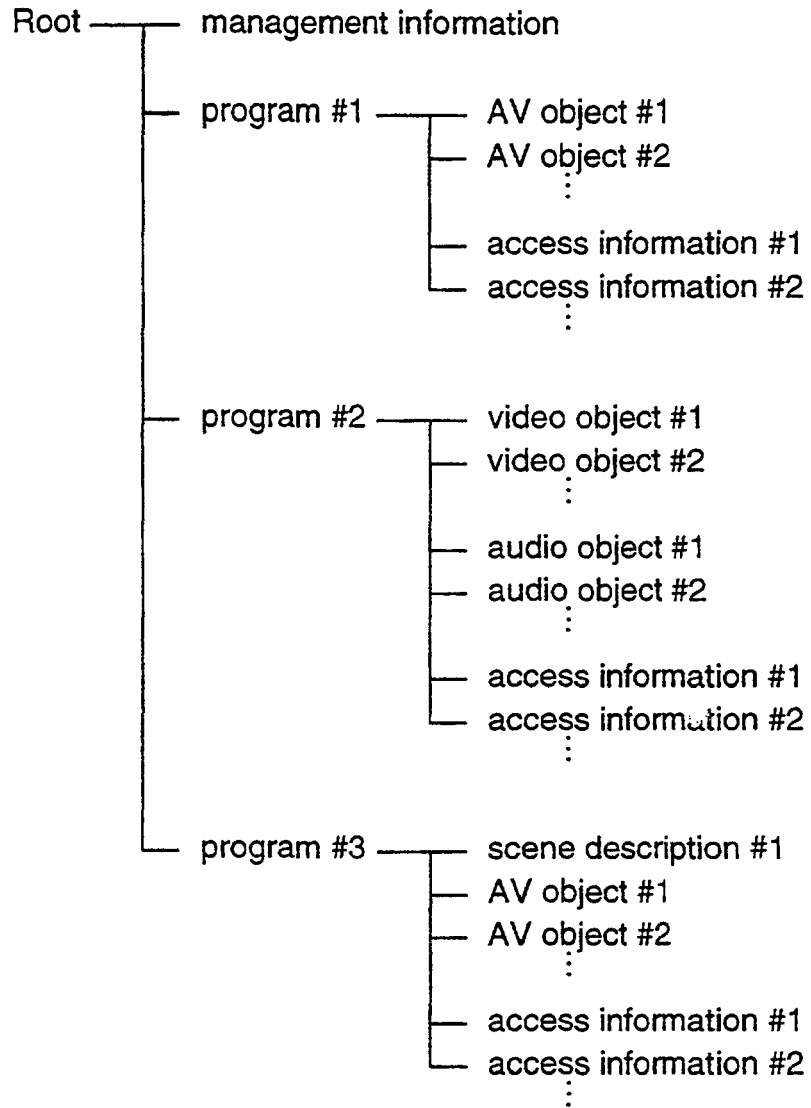 Root management information
program #1 AV object #1
AV object #2
⋮
access information #1
access information #2
⋮
program #2 video object #1
video object #2
⋮
audio object #1
audio object #2
⋮
access information #1
access information #2
⋮
program #3 scene description #1
AV object #1
AV object #2
⋮
access information #1
access information #2
⋮